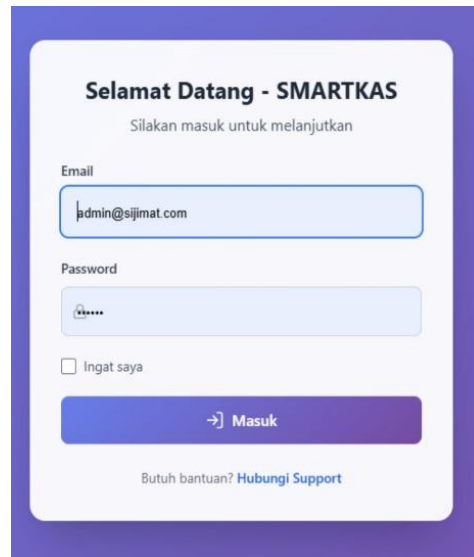 Selamat Datang - SMARTKAS
Silakan masuk untuk melanjutkan
Email
admin@sijimat.com
Password
••••••
Ingat saya
Masuk
Butuh bantuan? Hubungi Support